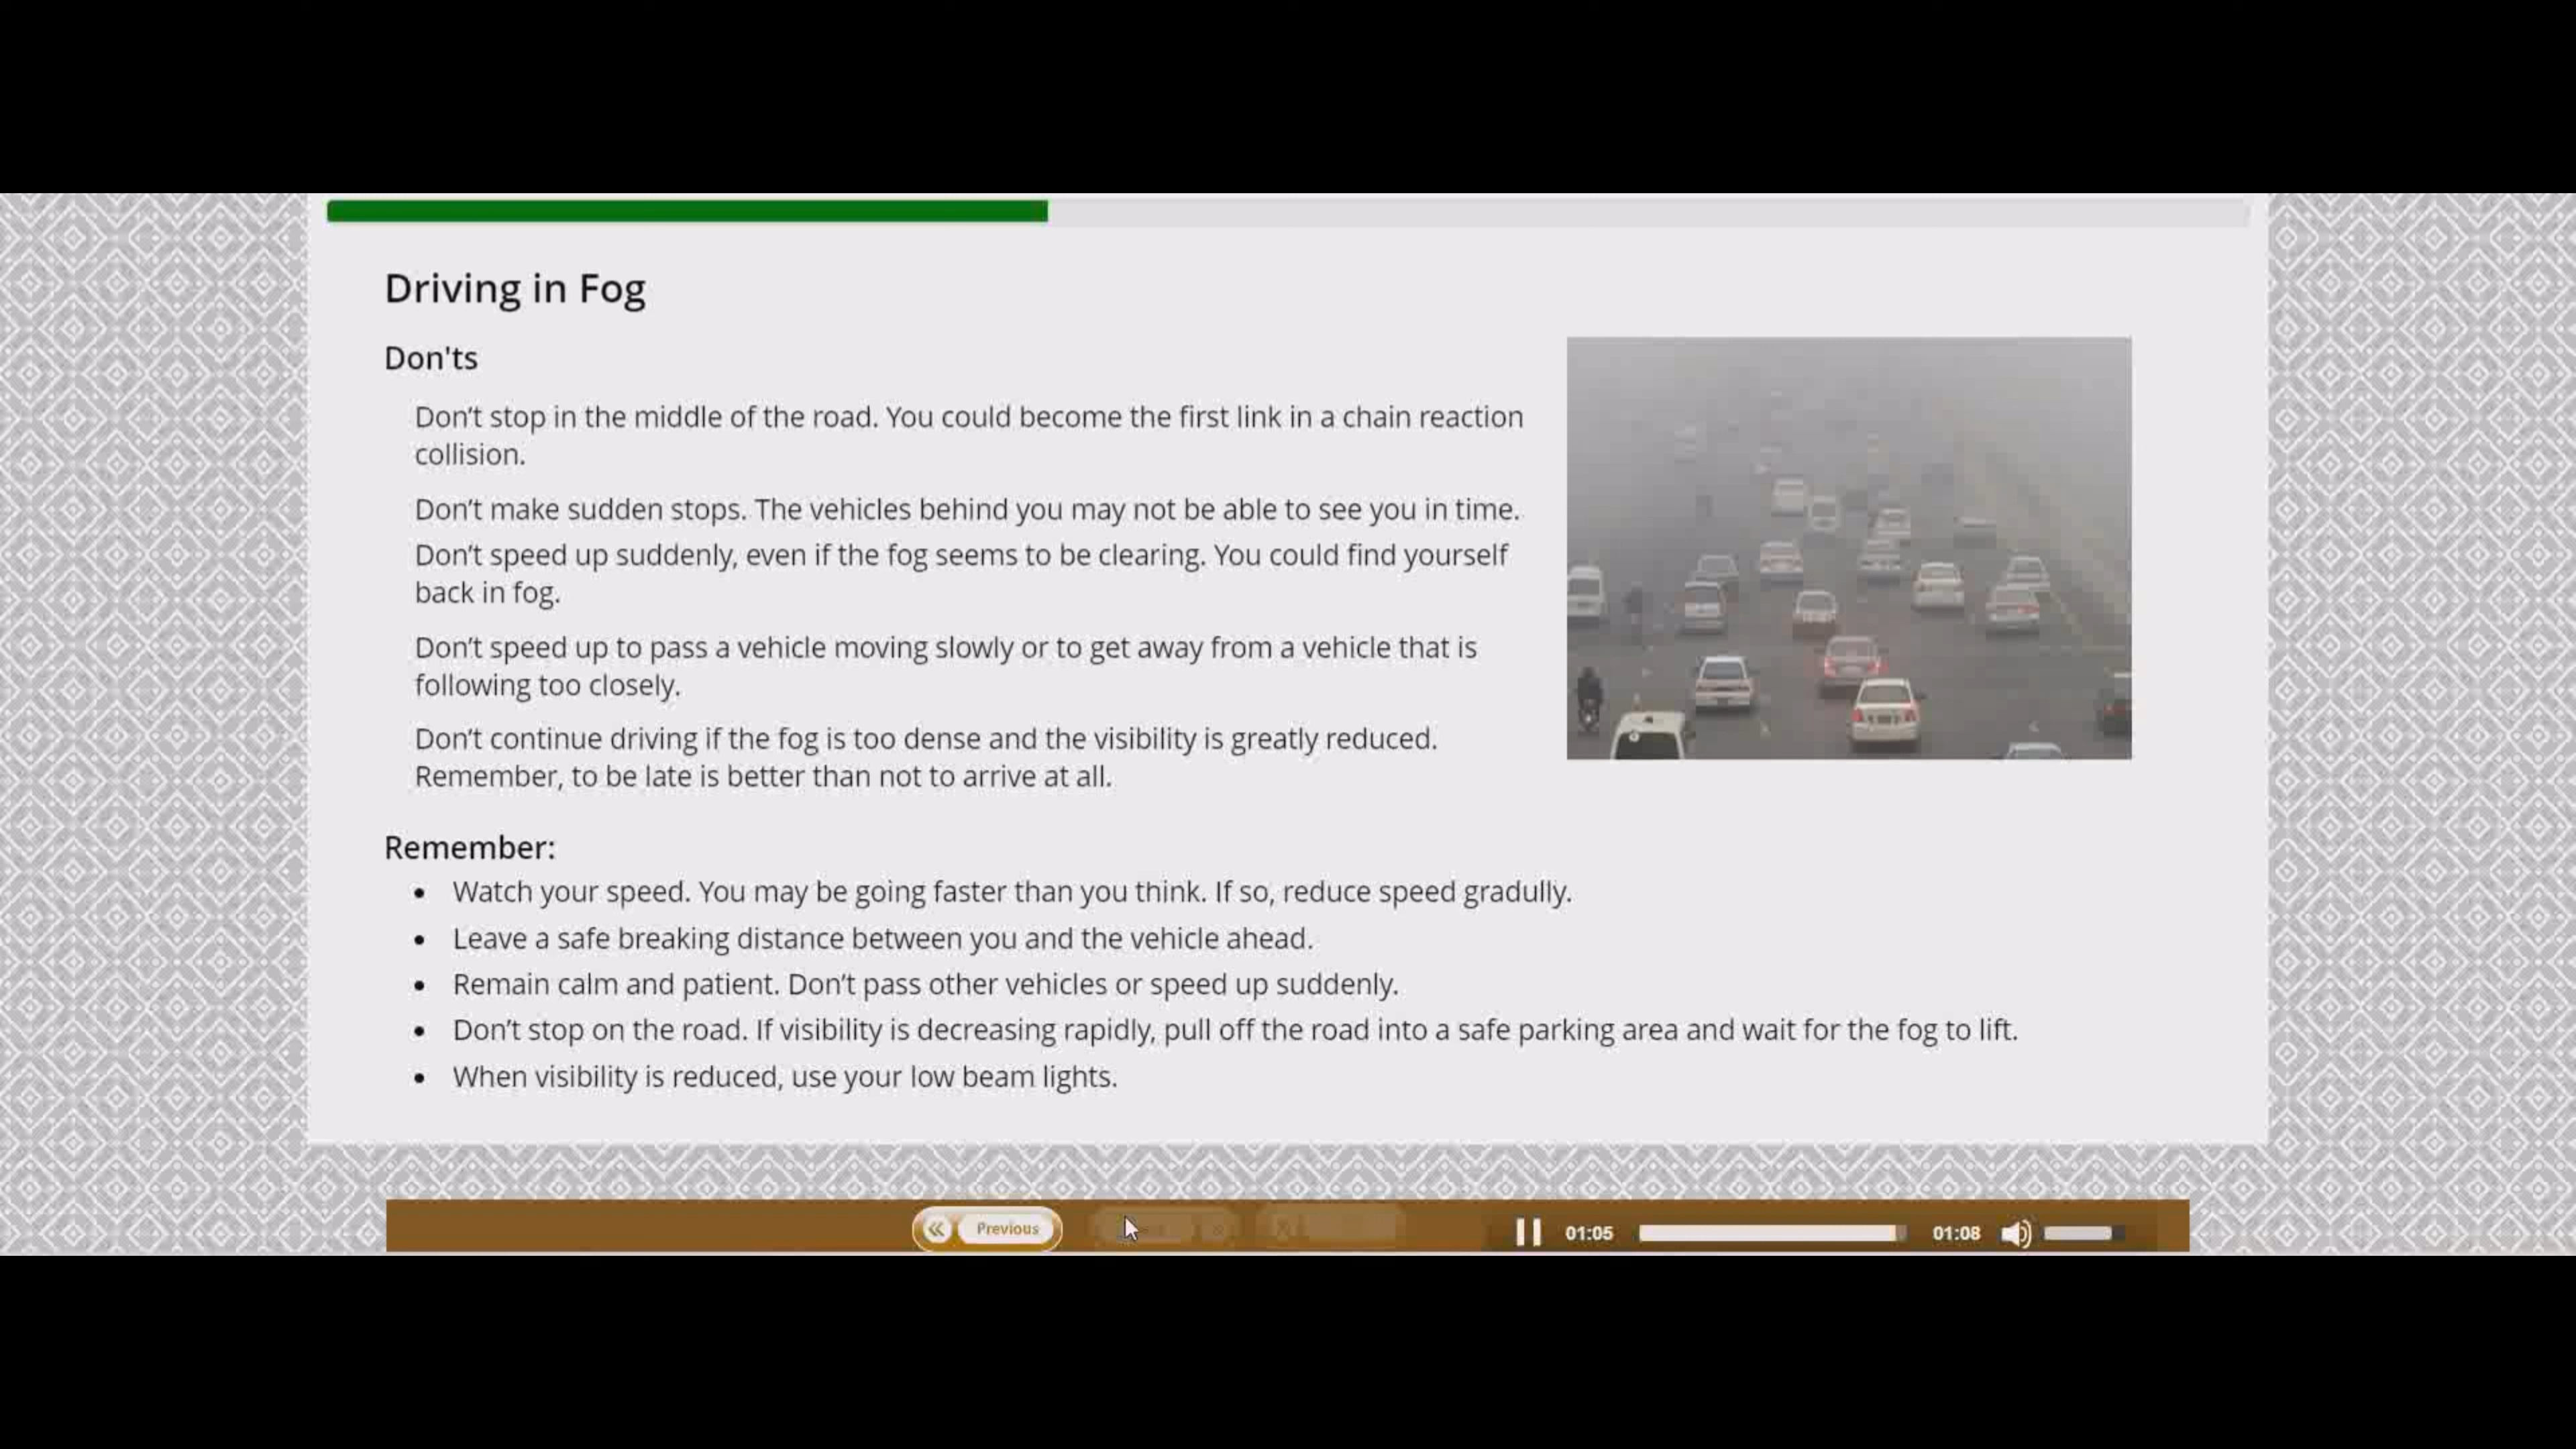 Driving in Fog
Don'ts
Don’t stop in the middle of the road. You could become the first link in a chain reaction
collision.
Don’t make sudden stops. The vehicles behind you may not be able to see you in time.
Don’t speed up suddenly, even if the fog seems to be clearing. You could find yourself
back in fog.
Don’t speed up to pass a vehicle moving slowly or to get away from a vehicle that is
following too closely.
Don’t continue driving if the fog is too dense and the visibility is greatly reduced.
Remember, to be late is better than not to arrive at all.
Remember:
• Watch your speed. You may be going faster than you think. If so, reduce speed gradully.
• Leave a safe breaking distance between you and the vehicle ahead.
• Remain calm and patient. Don’t pass other vehicles or speed up suddenly.
• Don’t stop on the road. If visibility is decreasing rapidly, pull off the road into a safe parking area and wait for the fog to lift.
• When visibility is reduced, use your low beam lights.
Previous
01:05
01:08